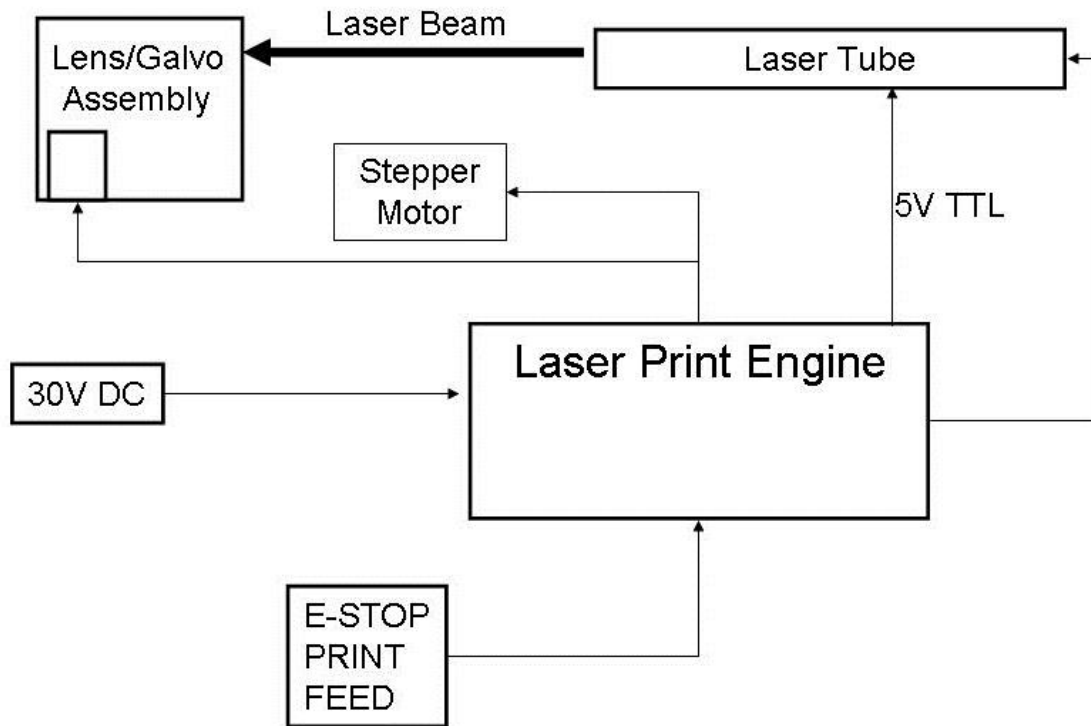 Laser Beam
Lens/Galvo
Assembly
Laser Tube
Stepper
Motor
5V TTL
Laser Print Engine
30V DC
E-STOP
PRINT
FEED